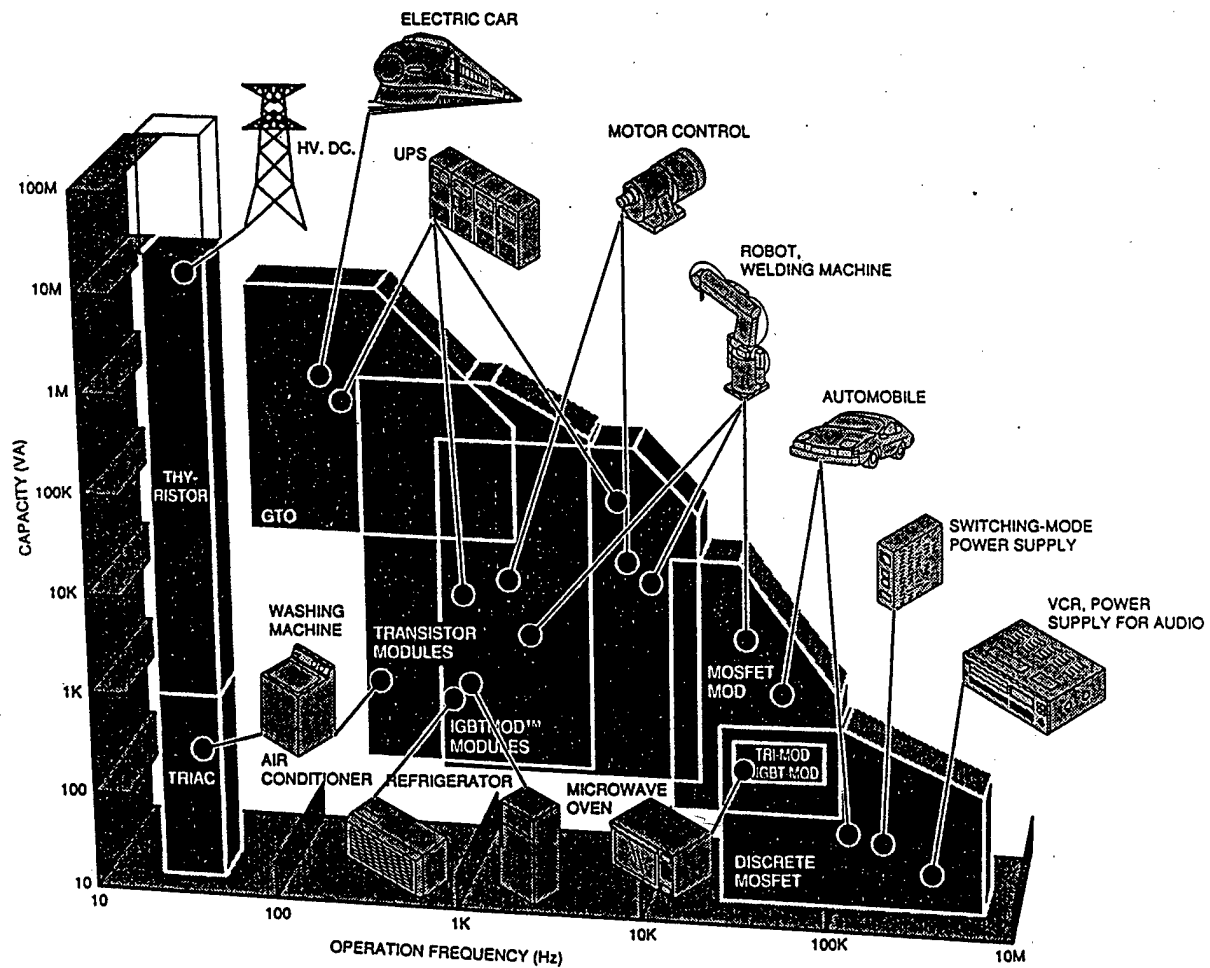 ELECTRIC CAR
HV. DC.
UPS
MOTOR CONTROL
ROBOT,
WELDING MACHINE
AUTOMOBILE
SWITCHING-MODE
POWER SUPPLY
VCR, POWER
SUPPLY FOR AUDIO
CAPACITY (VA)
100M
10M
1M
100K
10K
1K
100
10
THY-
RISTOR
TRIAC
GTO
WASHING
MACHINE
TRANSISTOR
MODULES
IGBTMOD™
MODULES
MOSFET
MOD
TRI-MOD
IGBT-MOD
AIR
CONDITIONER
REFRIGERATOR
MICROWAVE
OVEN
DISCRETE
MOSFET
10
100
1K
10K
100K
10M
OPERATION FREQUENCY (Hz)